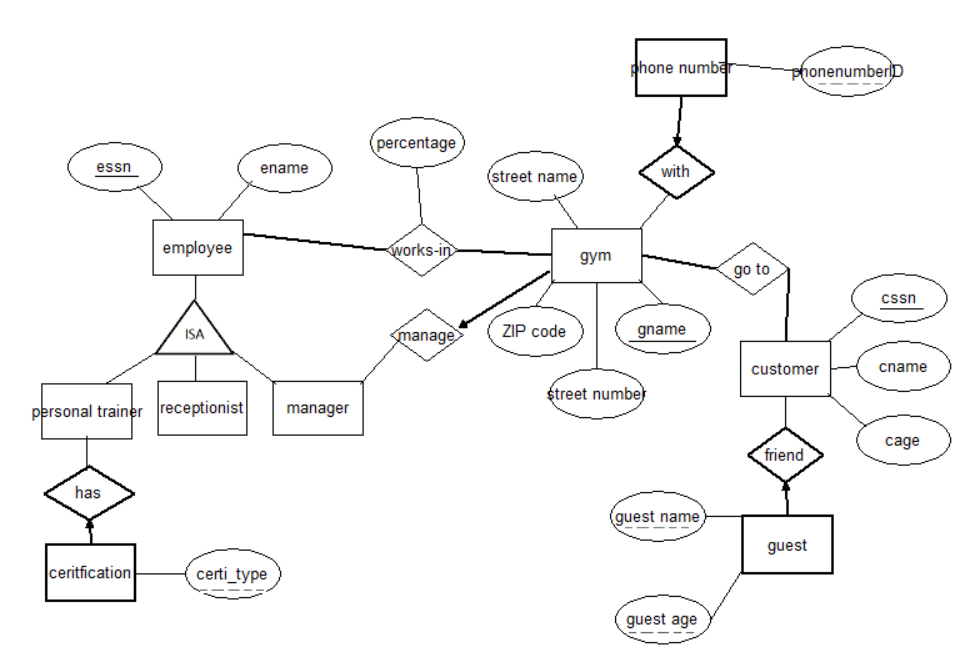 phone number
phonenumberID
percentage
essn
ename
street name
with
employee
works-in
gym
go to
cssn
ISA
manage
ZIP code
gname
customer
cname
personal trainer
receptionist
manager
street number
cage
friend
has
guest name
guest
ceritfication
certi_type
guest age